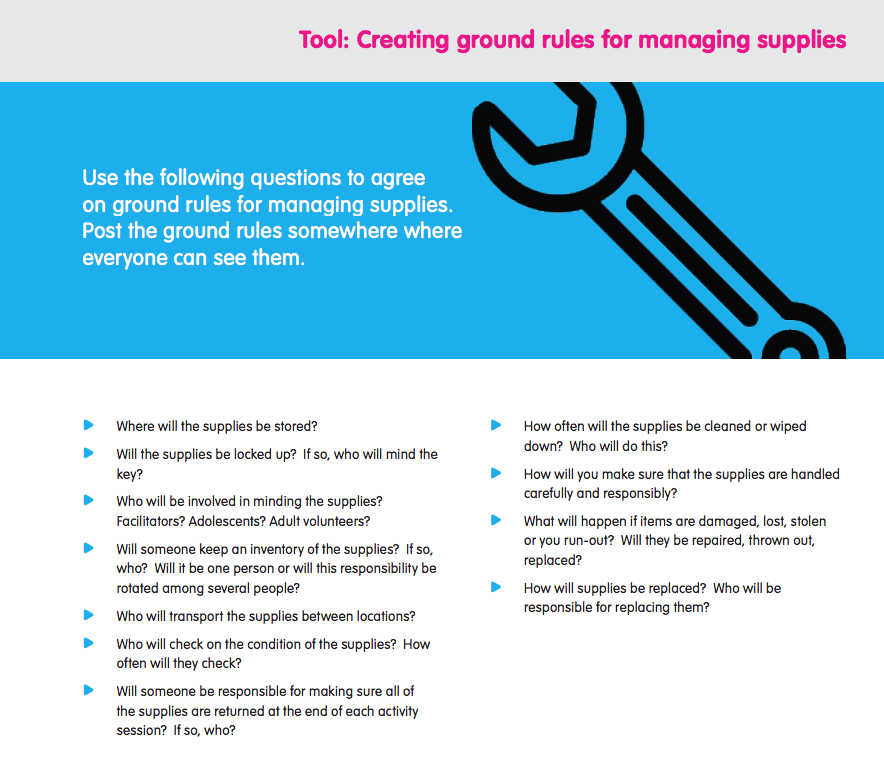 Tool: Creating ground rules for managing supplies
Use the following questions to agree
on ground rules for managing supplies.
Post the ground rules somewhere where
everyone can see them.
Where will the supplies be stored?
Will the supplies be locked up?  If so, who will mind the
key?
Who will be involved in minding the supplies?
Facilitators? Adolescents? Adult volunteers?
Will someone keep an inventory of the supplies?  If so,
who?  Will it be one person or will this responsibility be
rotated among several people?
Who will transport the supplies between locations?
Who will check on the condition of the supplies?  How
often will they check?
Will someone be responsible for making sure all of
the supplies are returned at the end of each activity
session?  If so, who?
How often will the supplies be cleaned or wiped
down?  Who will do this?
How will you make sure that the supplies are handled
carefully and responsibly?
What will happen if items are damaged, lost, stolen
or you run-out?  Will they be repaired, thrown out,
replaced?
How will supplies be replaced?  Who will be
responsible for replacing them?